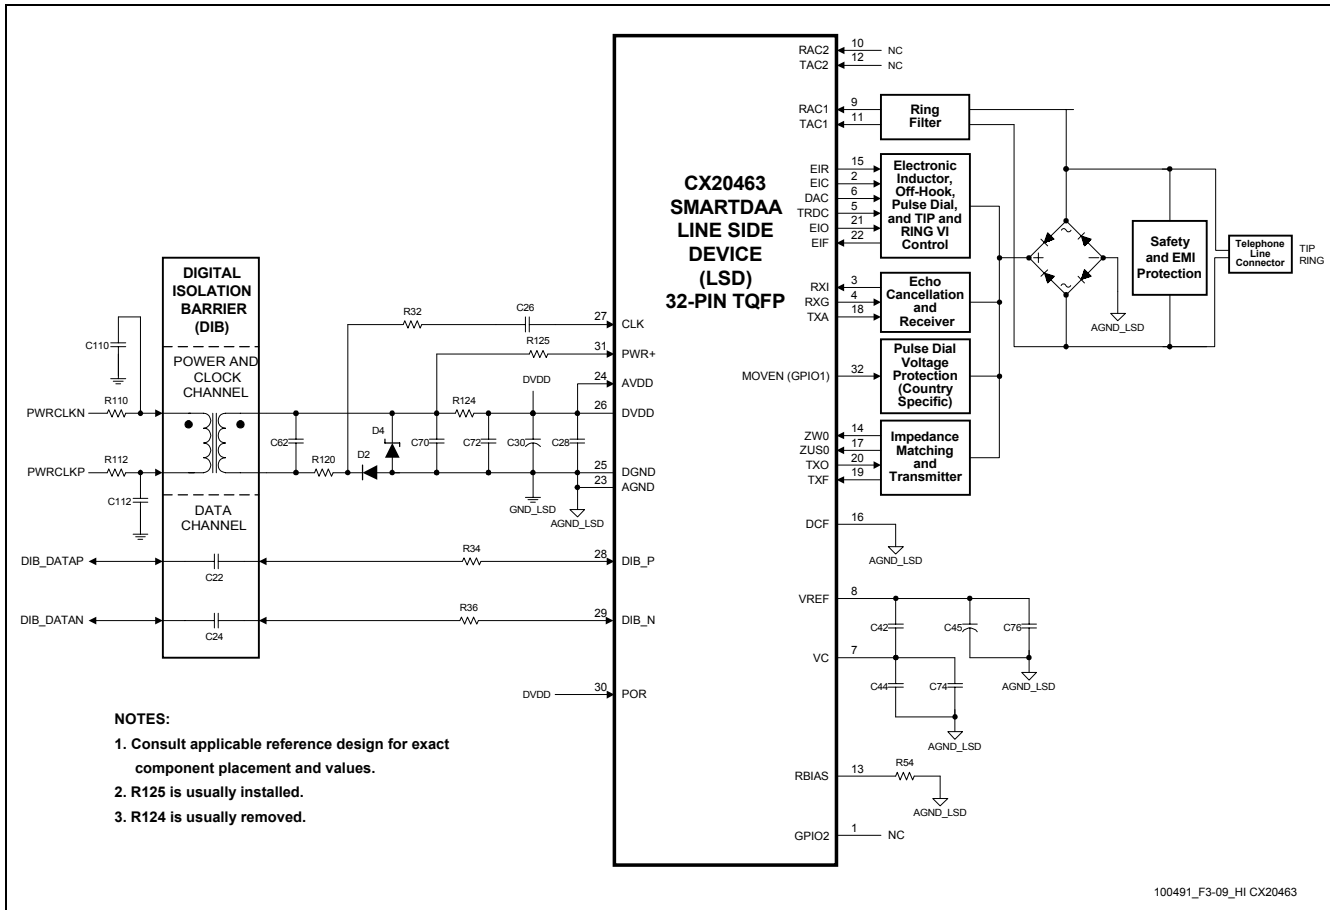 RAC2
10
NC
TAC2
12
NC
RAC1
9
TAC1
11
Ring
Filter
EIR
15
EIC
2
DAC
6
TRDC
5
EIO
21
EIF
22
Electronic
Inductor,
Off-Hook,
Pulse Dial,
and TIP and
RING VI
Control
CX20463
SMARTDAA
LINE SIDE
DEVICE
(LSD)
32-PIN TQFP
Safety
and EMI
Protection
Telephone
Line
Connector
TIP
RING
AGND_LSD
RXI
3
RXG
4
TXA
18
Echo
Cancellation
and
Receiver
MOVEN (GPIO1)
32
Pulse Dial
Voltage
Protection
(Country
Specific)
ZW0
14
ZUS0
17
TXO
20
TXF
19
Impedance
Matching
and
Transmitter
DCF
16
AGND_LSD
VREF
8
C42
C45
C76
AGND_LSD
VC
7
C44
C74
AGND_LSD
RBIAS
13
R54
AGND_LSD
GPIO2
1
NC
DIGITAL
ISOLATION
BARRIER
(DIB)
POWER AND
CLOCK
CHANNEL
DATA
CHANNEL
C110
PWRCLKN
R110
PWRCLKP
R112
C112
R32
C26
27
CLK
R125
31
PWR+
24
AVDD
DVDD
26
DVDD
R124
D4
D2
C62
R120
C70
C72
C30
C28
25
DGND
23
AGND
GND_LSD
AGND_LSD
DIB_DATAP
C22
R34
28
DIB_P
DIB_DATAN
C24
R36
29
DIB_N
DVDD
30
POR
NOTES:
1. Consult applicable reference design for exact
component placement and values.
2. R125 is usually installed.
3. R124 is usually removed.
100491_F3-09_HI CX20463